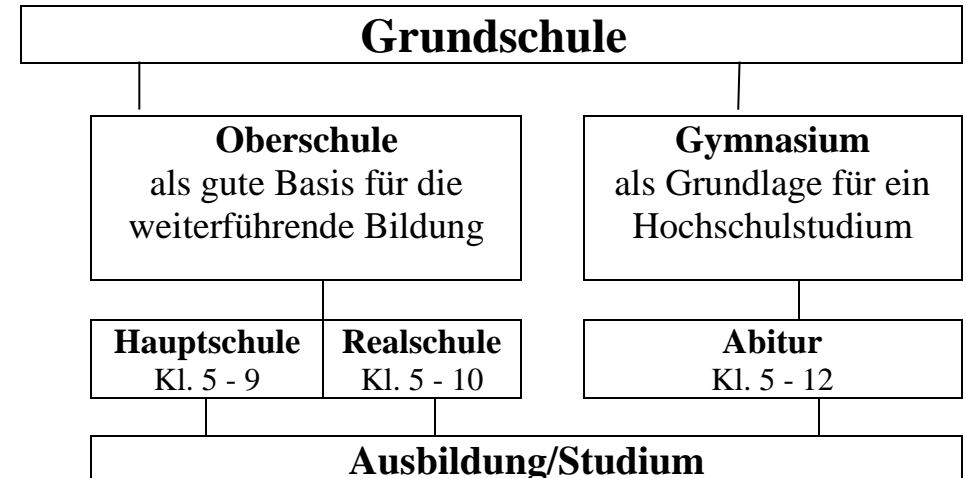 Grundschule
Oberschule
als gute Basis für die
weiterführende Bildung
Gymnasium
als Grundlage für ein
Hochschulstudium
Hauptschule
Kl. 5 - 9
Realschule
Kl. 5 - 10
Abitur
Kl. 5 - 12
Ausbildung/Studium